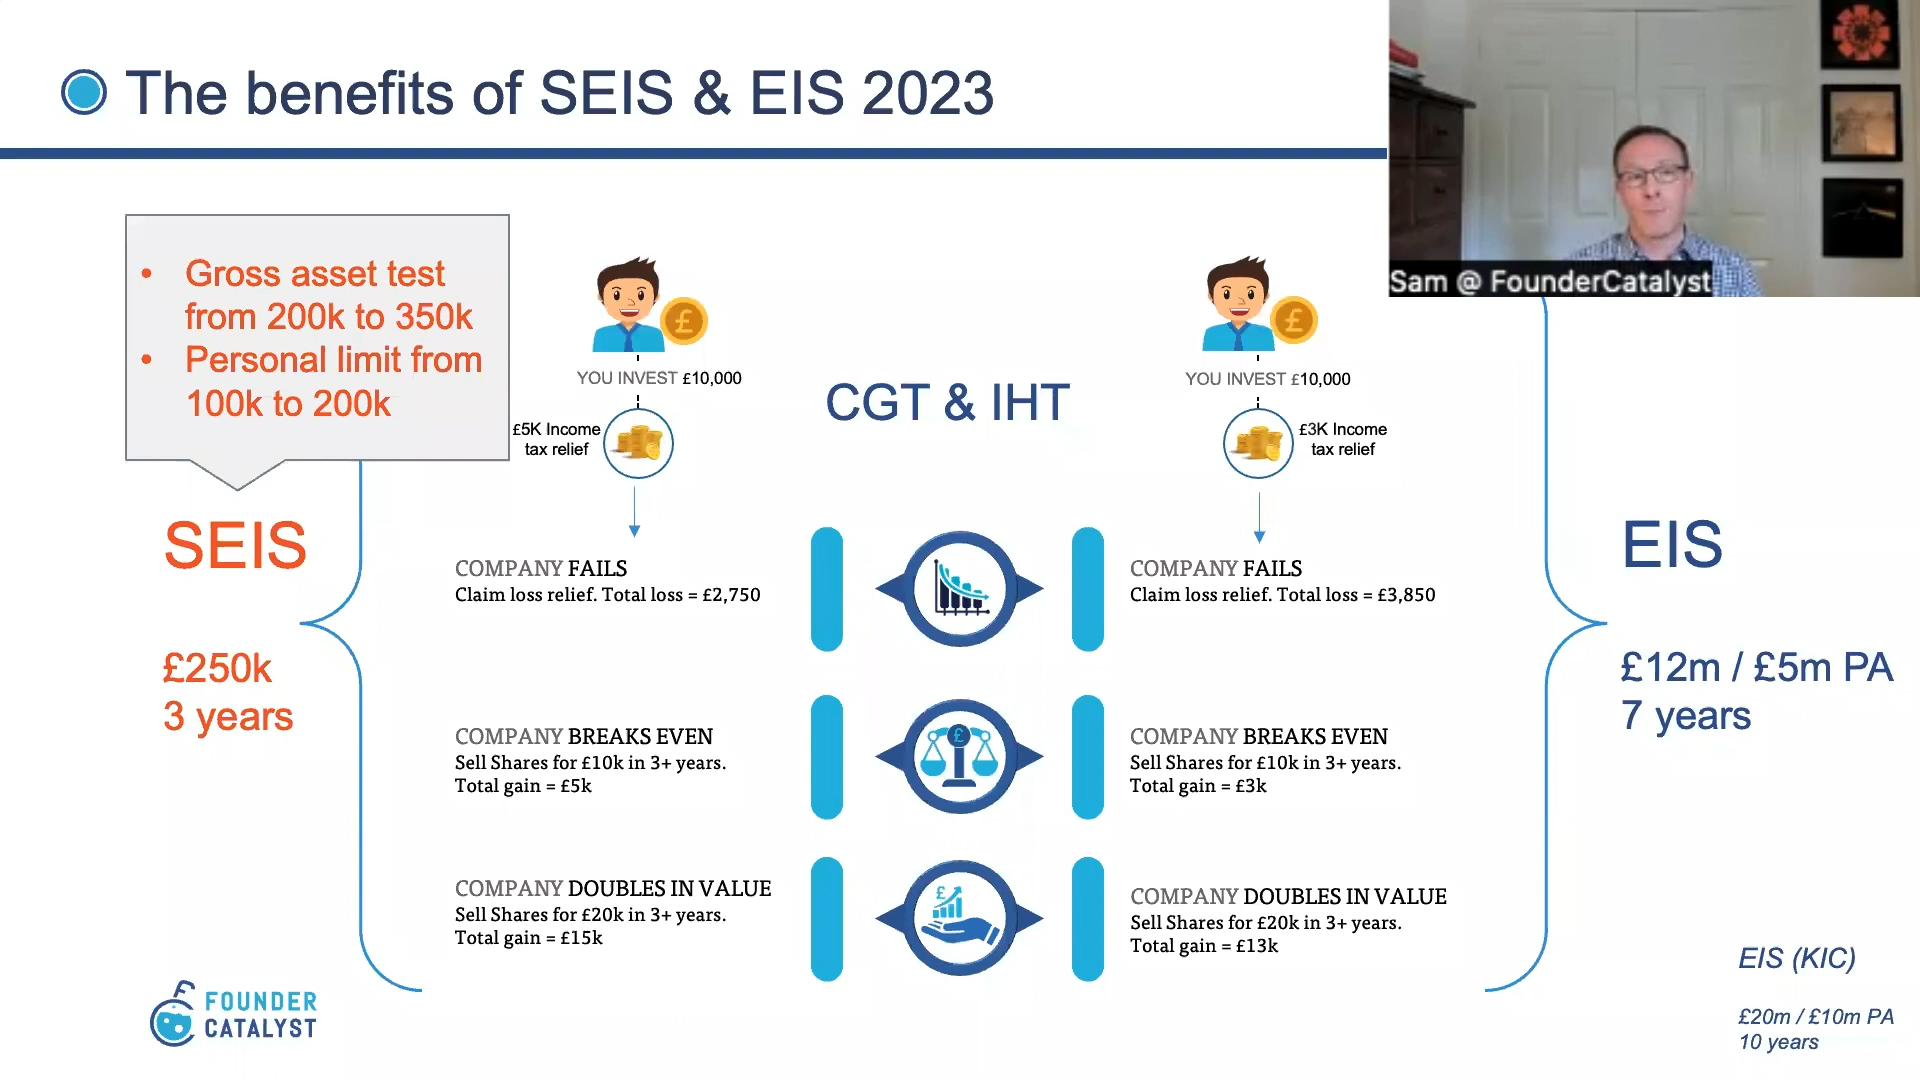 The benefits of SEIS & EIS 2023
Sam @ FounderCatalyst
• Gross asset test
from 200k to 350k
• Personal limit from
100k to 200k
YOU INVEST £10,000
£5K Income
tax relief
CGT & IHT
YOU INVEST £10,000
£3K Income
tax relief
SEIS
£250k
3 years
COMPANY FAILS
Claim loss relief. Total loss = £2,750
COMPANY BREAKS EVEN
Sell Shares for £10k in 3+ years.
Total gain = £5k
COMPANY DOUBLES IN VALUE
Sell Shares for £20k in 3+ years.
Total gain = £15k
COMPANY FAILS
Claim loss relief. Total loss = £3,850
COMPANY BREAKS EVEN
Sell Shares for £10k in 3+ years.
Total gain = £3k
COMPANY DOUBLES IN VALUE
Sell Shares for £20k in 3+ years.
Total gain = £13k
EIS
£12m / £5m PA
7 years
EIS (KIC)
£20m / £10m PA
10 years
FOUNDER
CATALYST